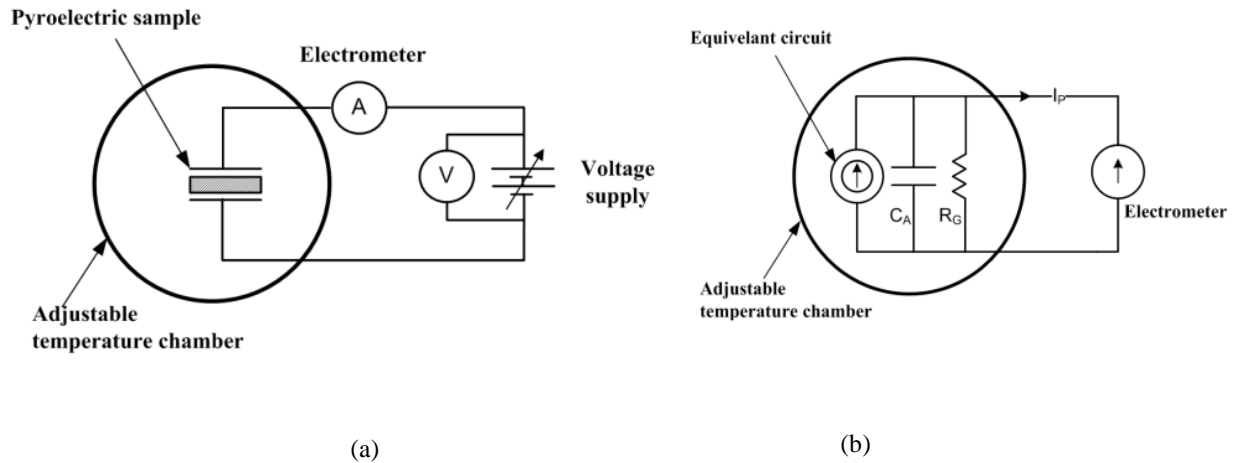 Pyroelectric sample
Electrometer
A
V
Voltage
supply
Adjustable
temperature chamber
(a)
Equivelant circuit
I_P
C_A
R_G
Electrometer
Adjustable
temperature chamber
(b)